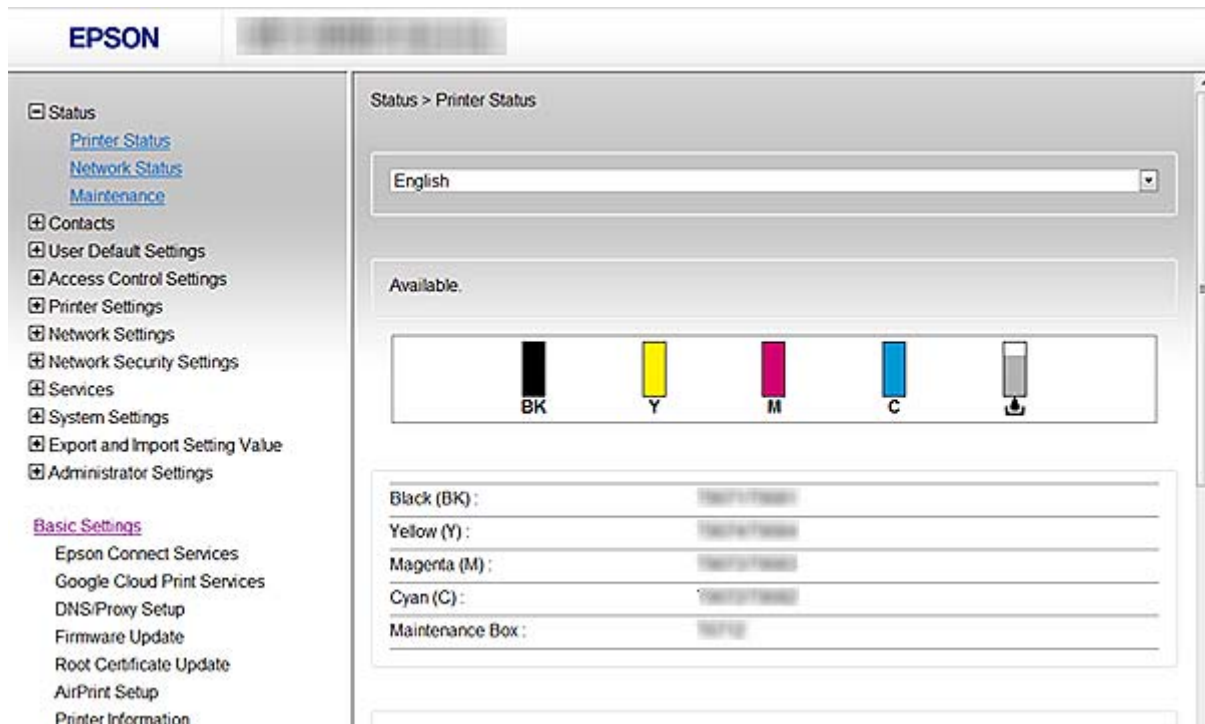 EPSON
Status
Printer Status
Network Status
Maintenance
Contacts
User Default Settings
Access Control Settings
Printer Settings
Network Settings
Network Security Settings
Services
System Settings
Export and Import Setting Value
Administrator Settings
Basic Settings
Epson Connect Services
Google Cloud Print Services
DNS/Proxy Setup
Firmware Update
Root Certificate Update
AirPrint Setup
Printer Information
Status > Printer Status
English
Available.
BK Y M C
Black (BK) :
Yellow (Y) :
Magenta (M) :
Cyan (C) :
Maintenance Box :